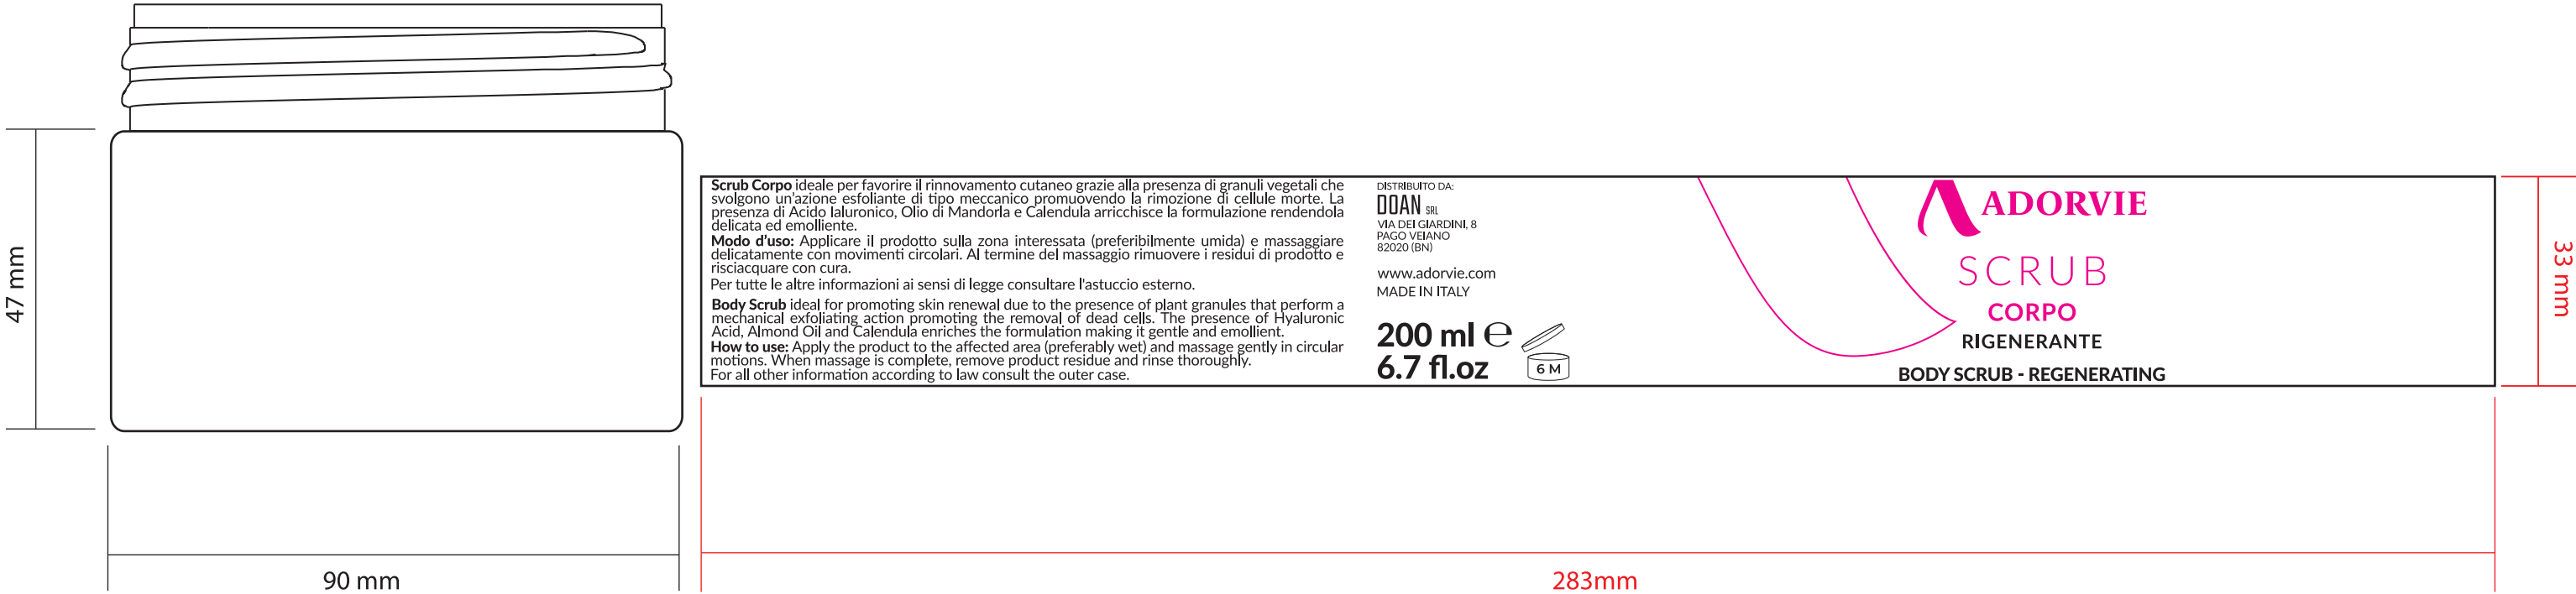 47 mm
90 mm
Scrub Corpo ideale per favorire il rinnovamento cutaneo grazie alla presenza di granuli vegetali che
svolgono un'azione esfoliante di tipo meccanico promuovendo la rimozione di cellule morte. La
presenza di Acido Ialuronico, Olio di Mandorla e Calendula arricchisce la formulazione rendendola
delicata ed emolliente.
Modo d'uso: Applicare il prodotto sulla zona interessata (preferibilmente umida) e massaggiare
delicatamente con movimenti circolari. Al termine del massaggio rimuovere i residui di prodotto e
risciacquare con cura.
Per tutte le altre informazioni ai sensi di legge consultare l'astuccio esterno.
Body Scrub ideal for promoting skin renewal due to the presence of plant granules that perform a
mechanical exfoliating action promoting the removal of dead cells. The presence of Hyaluronic
Acid, Almond Oil and Calendula enriches the formulation making it gentle and emollient.
How to use: Apply the product to the affected area (preferably wet) and massage gently in circular
motions. When massage is complete, remove product residue and rinse thoroughly.
For all other information according to law consult the outer case.
DISTRIBUITO DA:
DOAN SRL
VIA DEI GIARDINI, 8
PAGO VEIANO
82020 (BN)
www.adorvie.com
MADE IN ITALY
200 ml ℮
6.7 fl.oz
6 M
ADORVIE
SCRUB
CORPO
RIGENERANTE
BODY SCRUB - REGENERATING
33 mm
283mm